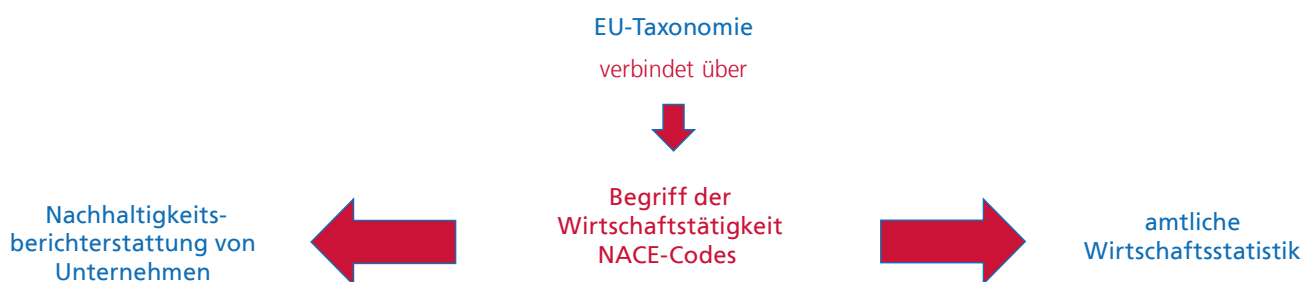 EU-Taxonomie
verbindet über
Begriff der
Wirtschaftstätigkeit
NACE-Codes
Nachhaltigkeits-
berichterstattung von
Unternehmen
amtliche
Wirtschaftsstatistik